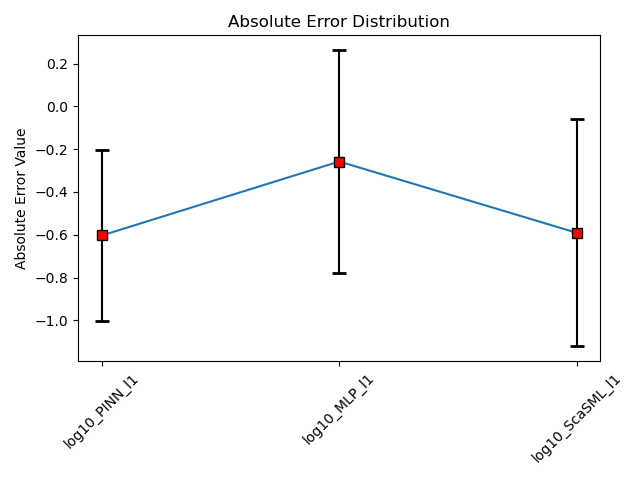 Absolute Error Distribution
Absolute Error Value
0.2
0.0
−0.2
−0.4
−0.6
−0.8
−1.0
log10_PINN_l1
log10_MLP_l1
log10_ScaSML_l1